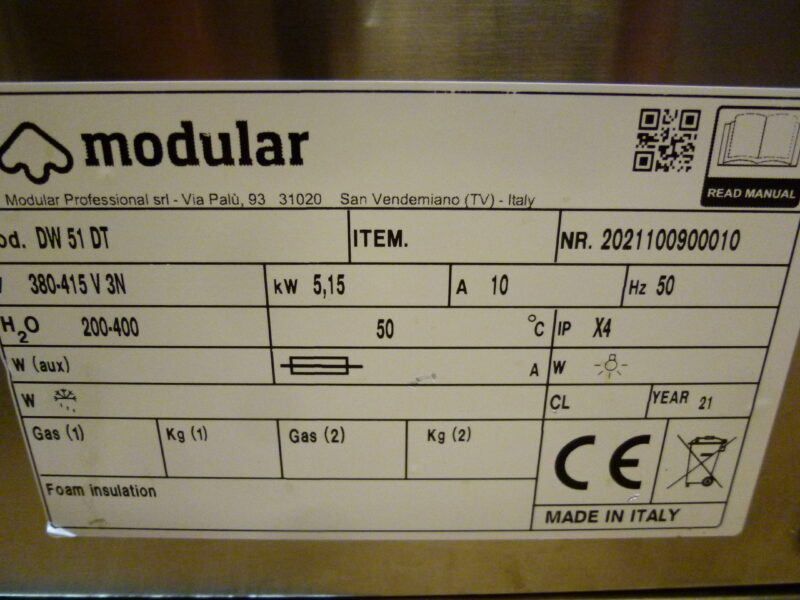 modular
Modular Professional srl - Via Palù, 93 31020 San Vendemiano (TV) - Italy
READ MANUAL
od. DW 51 DT ITEM. NR. 2021100900010
380-415 V 3N kW 5,15 A 10 Hz 50
H2O 200-400 50 °C IP X4
W (aux) A W
W CL YEAR 21
Gas (1) Kg (1) Gas (2) Kg (2)
CE
Foam insulation
MADE IN ITALY